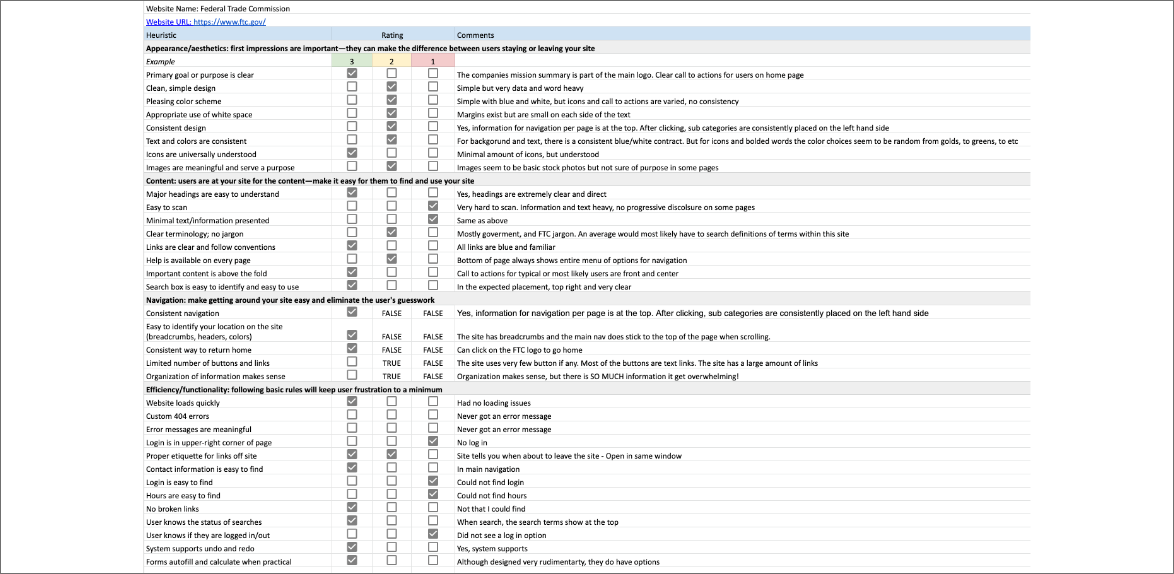 Website Name: Federal Trade Commission
Website URL: https://www.ftc.gov/
Heuristic Rating Comments
Appearance/aesthetics: first impressions are important—they can make the difference between users staying or leaving your site
Example 3 2 1
Primary goal or purpose is clear The companies mission summary is part of the main logo. Clear call to actions for users on home page
Clean, simple design Simple but very data and word heavy
Pleasing color scheme Simple with blue and white, but icons and call to actions are varied, no consistency
Appropriate use of white space Margins exist but are small on each side of the text
Consistent design Yes, information for navigation per page is at the top. After clicking, sub categories are consistently placed on the left hand side
Text and colors are consistent For backgorund and text, there is a consistent blue/white contract. But for icons and bolded words the color choices seem to be random from golds, to greens, to etc
Icons are universally understood Minimal amount of icons, but understood
Images are meaningful and serve a purpose Images seem to be basic stock photos but not sure of purpose in some pages
Content: users are at your site for the content—make it easy for them to find and use your site
Major headings are easy to understand Yes, headings are extremely clear and direct
Easy to scan Very hard to scan. Information and text heavy, no progressive discolsure on some pages
Minimal text/information presented Same as above
Clear terminology; no jargon Mostly goverment, and FTC jargon. An average would most likely have to search definitions of terms within this site
Links are clear and follow conventions All links are blue and familiar
Help is available on every page Bottom of page always shows entire menu of options for navigation
Important content is above the fold Call to actions for typical or most likely users are front and center
Search box is easy to identify and easy to use In the expected placement, top right and very clear
Navigation: make getting around your site easy and eliminate the user's guesswork
Consistent navigation FALSE FALSE Yes, information for navigation per page is at the top. After clicking, sub categories are consistently placed on the left hand side
Easy to identify your location on the site
(breadcrumbs, headers, colors) FALSE FALSE The site has breadcrumbs and the main nav does stick to the top of the page when scrolling.
Consistent way to return home FALSE FALSE Can click on the FTC logo to go home
Limited number of buttons and links TRUE FALSE The site uses very few button if any. Most of the buttons are text links. The site has a large amount of links
Organization of information makes sense TRUE FALSE Organization makes sense, but there is SO MUCH information it get overwhelming!
Efficiency/functionality: following basic rules will keep user frustration to a minimum
Website loads quickly Had no loading issues
Custom 404 errors Never got an error message
Error messages are meaningful Never got an error message
Login is in upper-right corner of page No log in
Proper etiquette for links off site Site tells you when about to leave the site - Open in same window
Contact information is easy to find In main navigation
Login is easy to find Could not find login
Hours are easy to find Could not find hours
No broken links Not that I could find
User knows the status of searches When search, the search terms show at the top
User knows if they are logged in/out Did not see a log in option
System supports undo and redo Yes, system supports
Forms autofill and calculate when practical Although designed very rudimentarty, they do have options